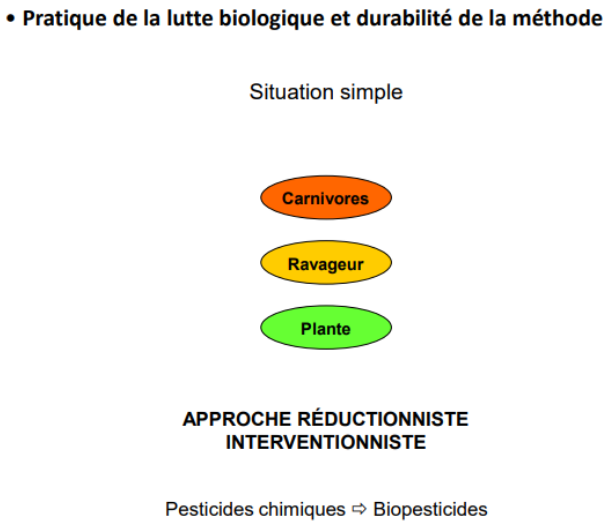 • Pratique de la lutte biologique et durabilité de la méthode
Situation simple
Carnivores
Ravageur
Plante
APPROCHE RÉDUCTIONNISTE
INTERVENTIONNISTE
Pesticides chimiques ⇨ Biopesticides